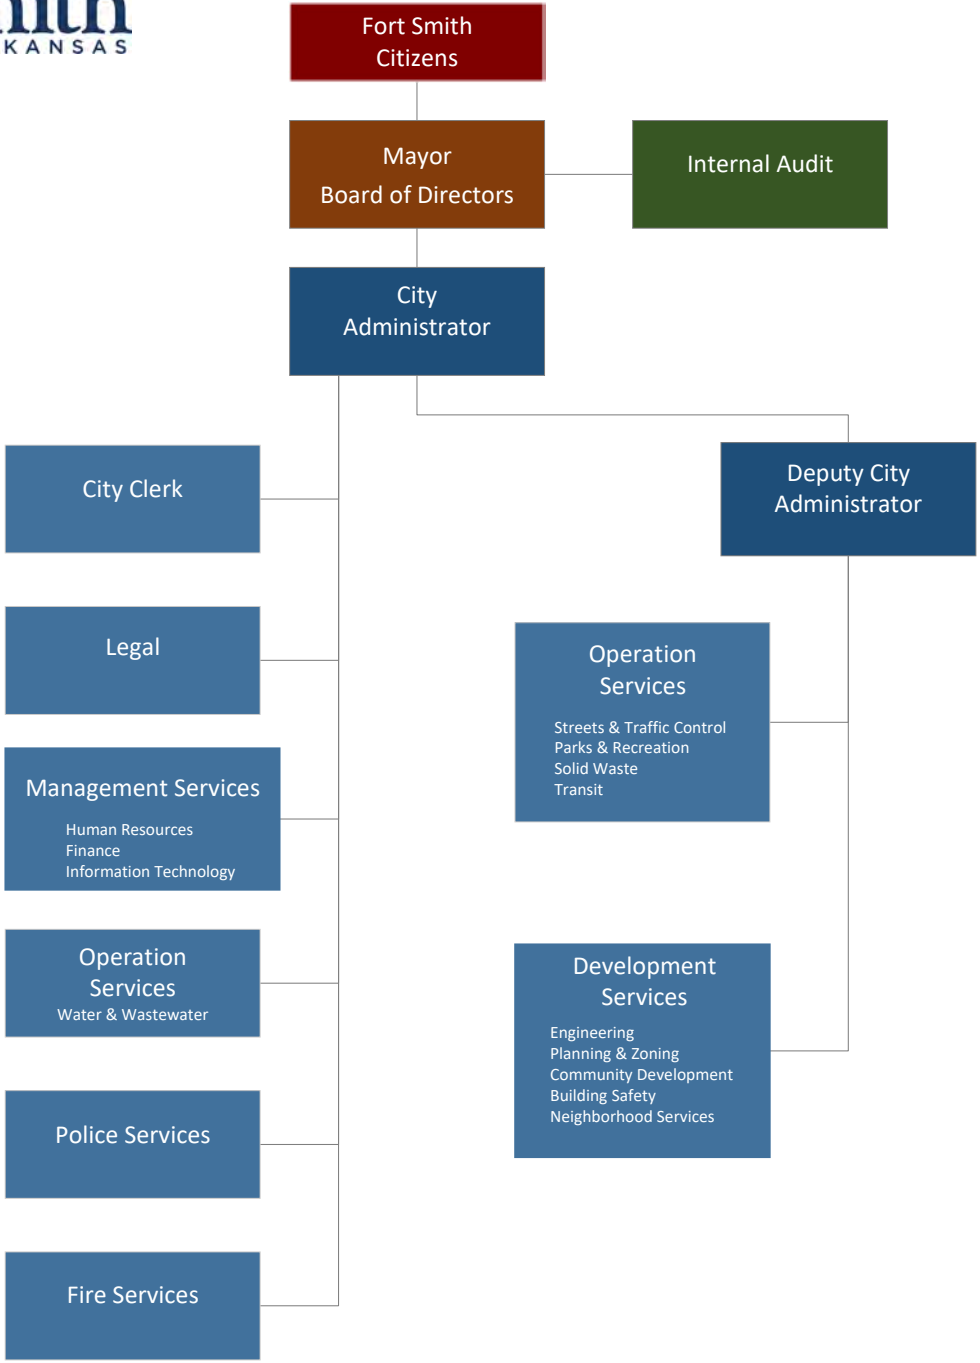 KANSAS
Fort Smith
Citizens
Mayor
Board of Directors
Internal Audit
City
Administrator
Deputy City
Administrator
City Clerk
Legal
Management Services
Human Resources
Finance
Information Technology
Operation
Services
Water & Wastewater
Police Services
Fire Services
Operation
Services
Streets & Traffic Control
Parks & Recreation
Solid Waste
Transit
Development
Services
Engineering
Planning & Zoning
Community Development
Building Safety
Neighborhood Services